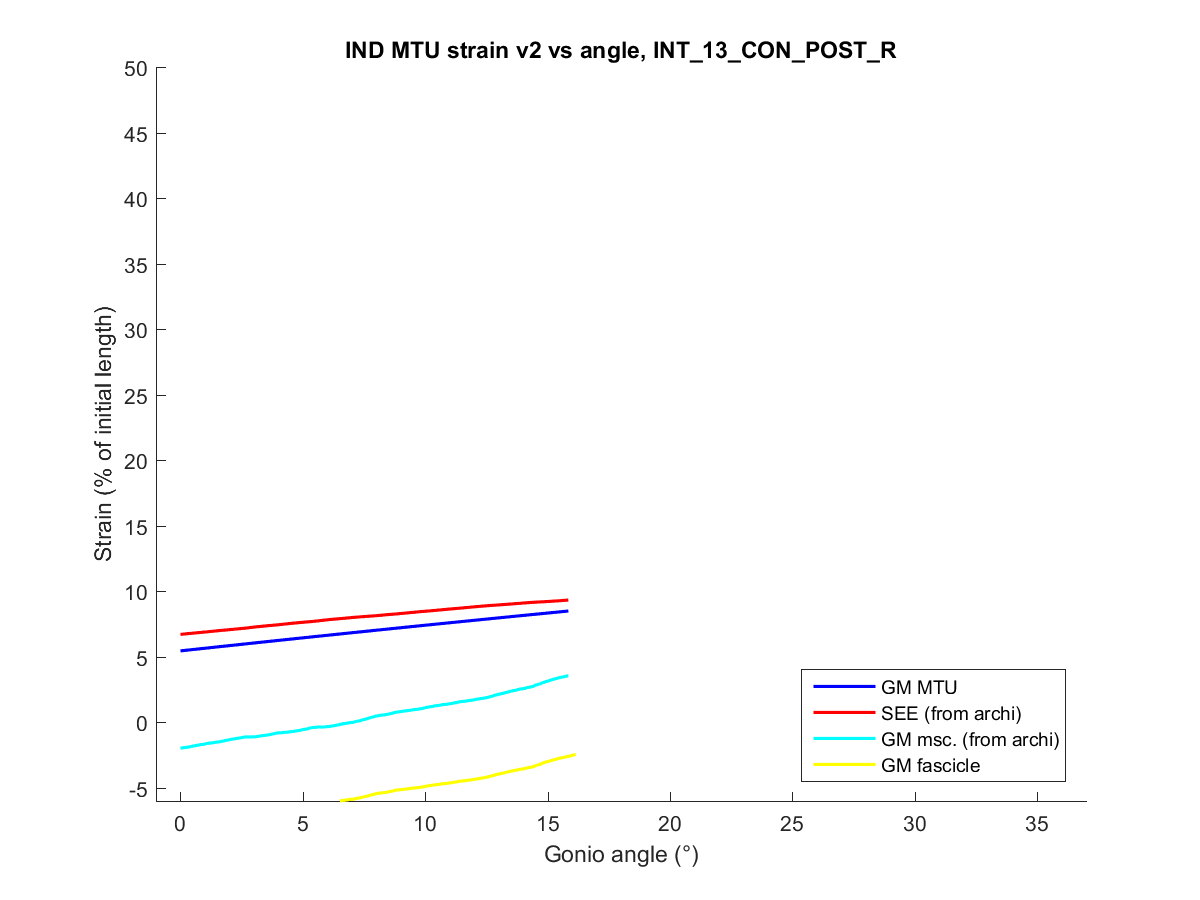 IND MTU strain v2 vs angle, INT_13_CON_POST_R
50
45
40
35
30
25
20
15
10
5
0
-5
Strain (% of initial length)
0 5 10 15 20 25 30 35
Gonio angle (°)
GM MTU
SEE (from archi)
GM msc. (from archi)
GM fascicle